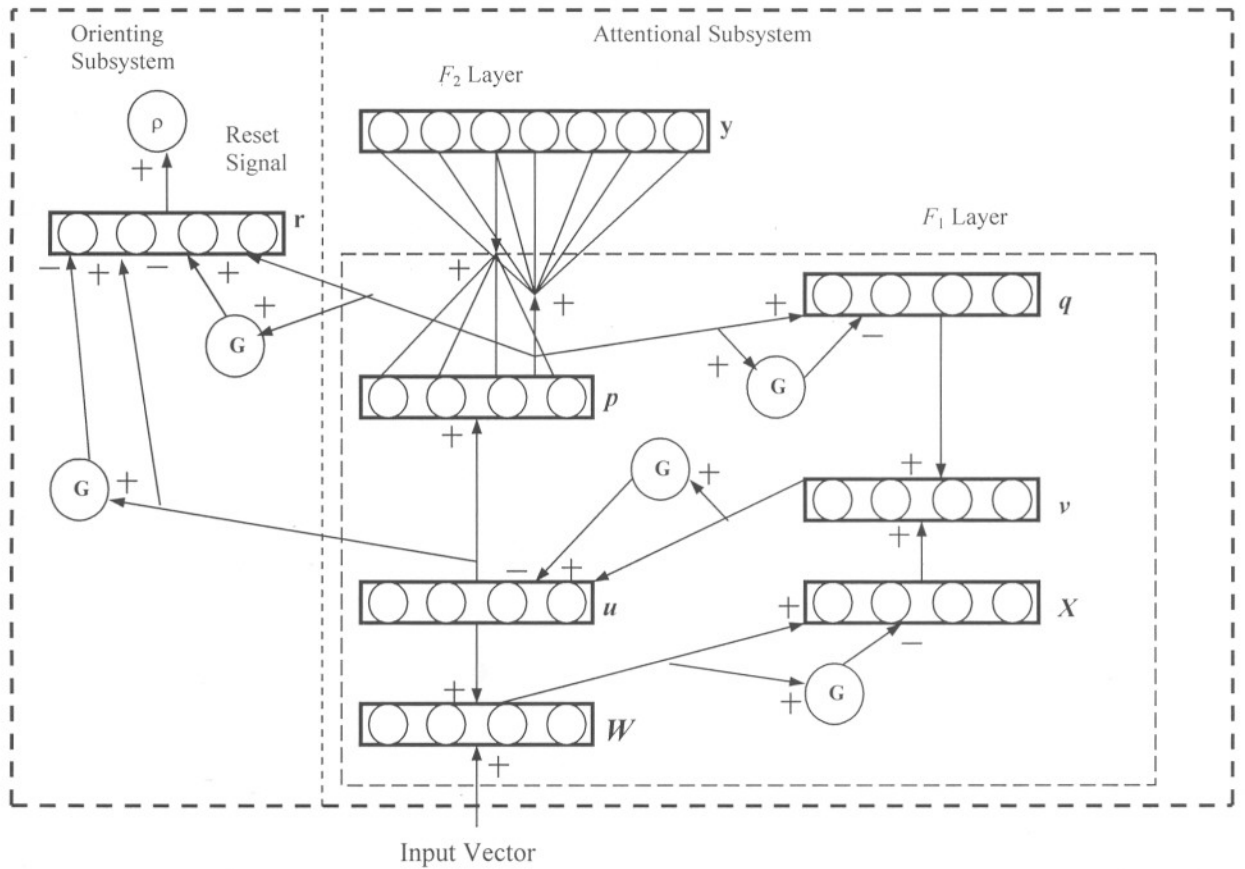 Orienting
Subsystem
Attentional Subsystem
F₂ Layer
ρ
y
Reset
Signal
+
r
F₁ Layer
− + − +
+
+
+
q
+
−
G
+
G
p
+
G
+
+
G
+
v
+
−
+
u
+
X
−
+
G
+
W
+
Input Vector